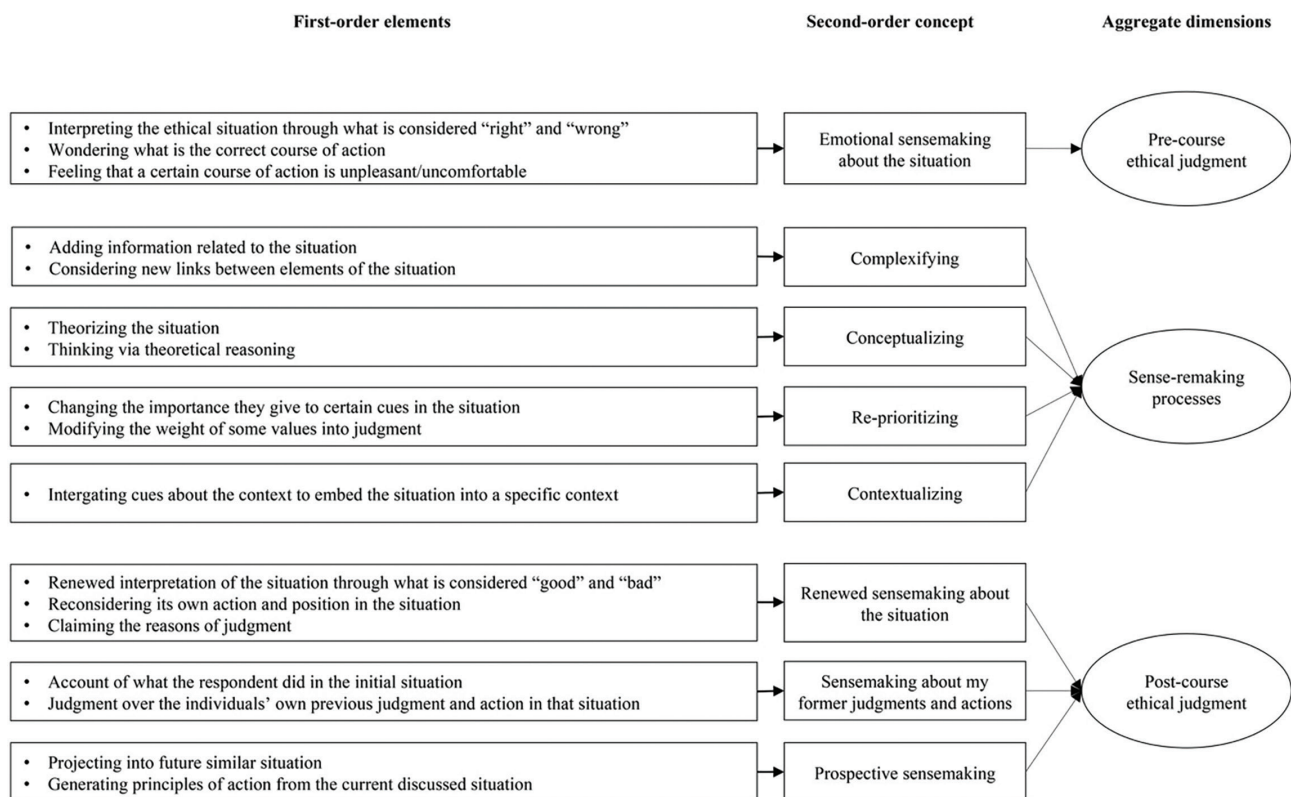 First-order elements
Second-order concept
Aggregate dimensions
• Interpreting the ethical situation through what is considered “right” and “wrong”
• Wondering what is the correct course of action
• Feeling that a certain course of action is unpleasant/uncomfortable
Emotional sensemaking
about the situation
Pre-course
ethical judgment
• Adding information related to the situation
• Considering new links between elements of the situation
Complexifying
• Theorizing the situation
• Thinking via theoretical reasoning
Conceptualizing
• Changing the importance they give to certain cues in the situation
• Modifying the weight of some values into judgment
Re-prioritizing
• Intergating cues about the context to embed the situation into a specific context
Contextualizing
Sense-remaking
processes
• Renewed interpretation of the situation through what is considered “good” and “bad”
• Reconsidering its own action and position in the situation
• Claiming the reasons of judgment
Renewed sensemaking about
the situation
• Account of what the respondent did in the initial situation
• Judgment over the individuals’ own previous judgment and action in that situation
Sensemaking about my
former judgments and actions
• Projecting into future similar situation
• Generating principles of action from the current discussed situation
Prospective sensemaking
Post-course
ethical judgment